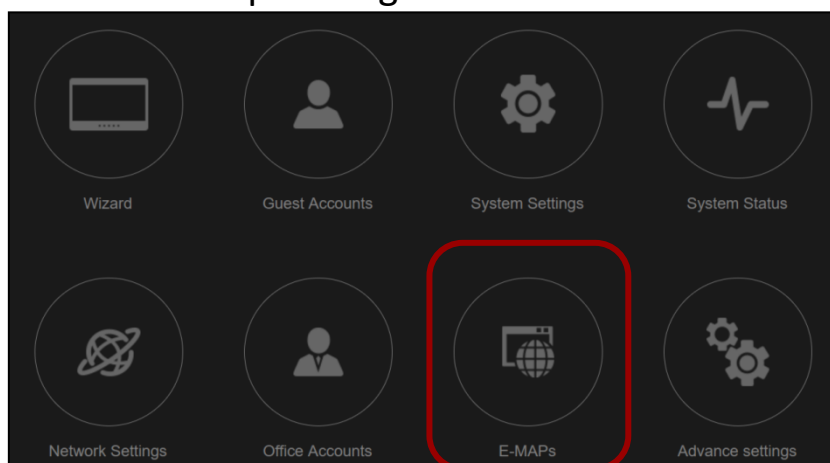 Wizard
Guest Accounts
System Settings
System Status
Network Settings
Office Accounts
E-MAPs
Advance settings